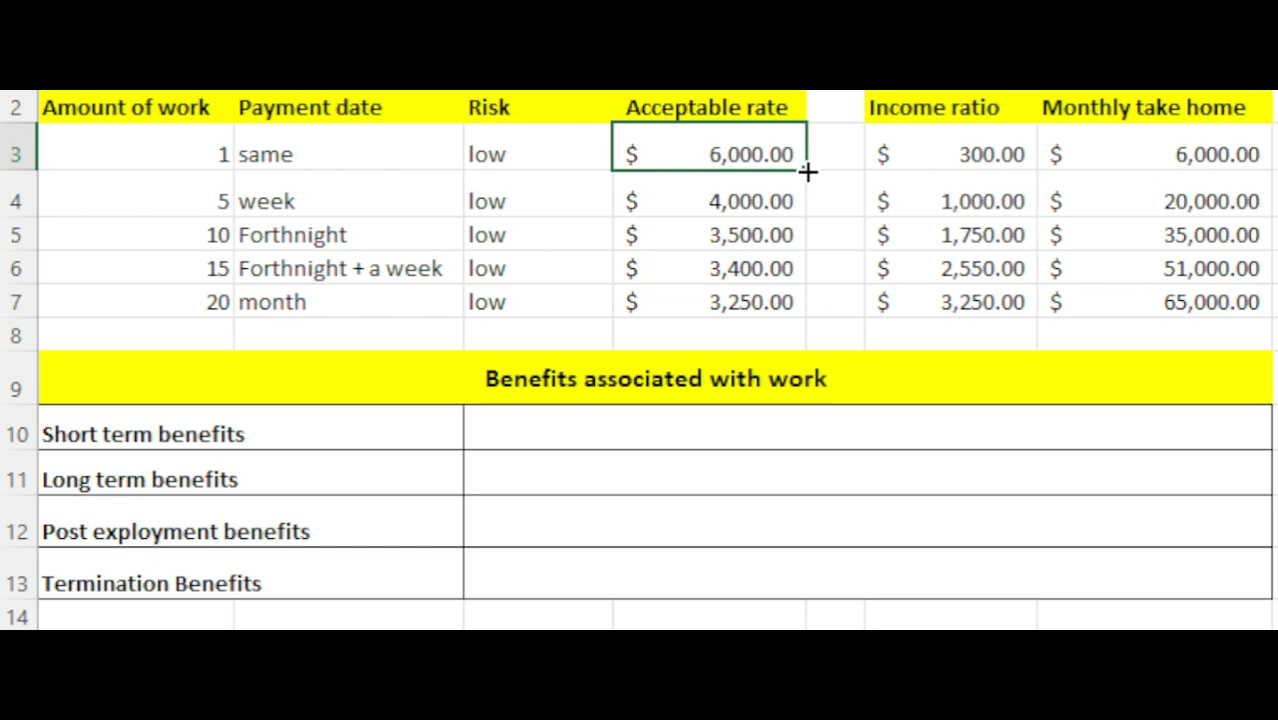 2 Amount of work Payment date Risk Acceptable rate Income ratio Monthly take home
3 1 same low $ 6,000.00 $ 300.00 $ 6,000.00
4 5 week low $ 4,000.00 $ 1,000.00 $ 20,000.00
5 10 Forthnight low $ 3,500.00 $ 1,750.00 $ 35,000.00
6 15 Forthnight + a week low $ 3,400.00 $ 2,550.00 $ 51,000.00
7 20 month low $ 3,250.00 $ 3,250.00 $ 65,000.00
8
9 Benefits associated with work
10 Short term benefits
11 Long term benefits
12 Post exployment benefits
13 Termination Benefits
14